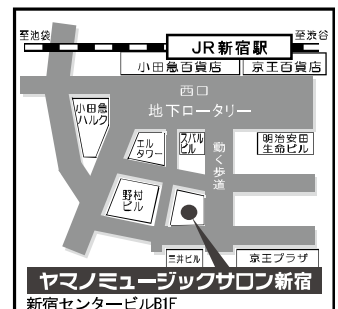 至池袋
至渋谷
JR新宿駅
小田急百貨店
京王百貨店
西口
地下ロータリー
小田急
ハルク
エル
タワー
スバル
ビル
動く歩道
明治安田
生命ビル
野村
ビル
三井ビル
京王プラザ
ヤマノミュージックサロン新宿
新宿センタービルB1F